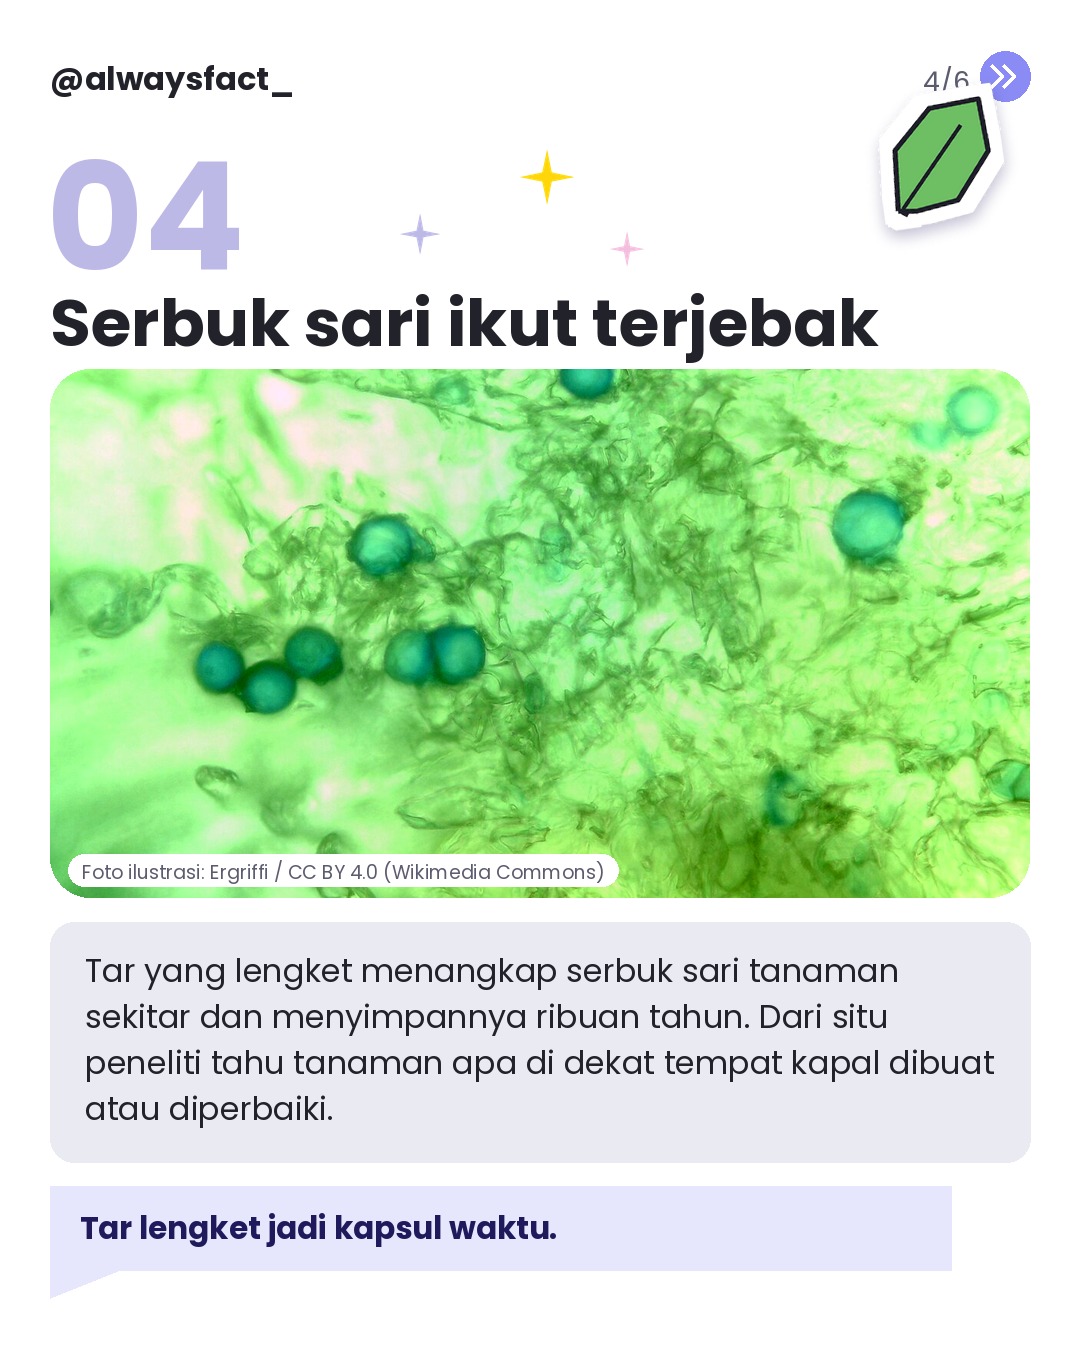 @alwaysfact_
4/6
04
Serbuk sari ikut terjebak
Foto ilustrasi: Ergriffi / CC BY 4.0 (Wikimedia Commons)
Tar yang lengket menangkap serbuk sari tanaman
sekitar dan menyimpannya ribuan tahun. Dari situ
peneliti tahu tanaman apa di dekat tempat kapal dibuat
atau diperbaiki.
Tar lengket jadi kapsul waktu.